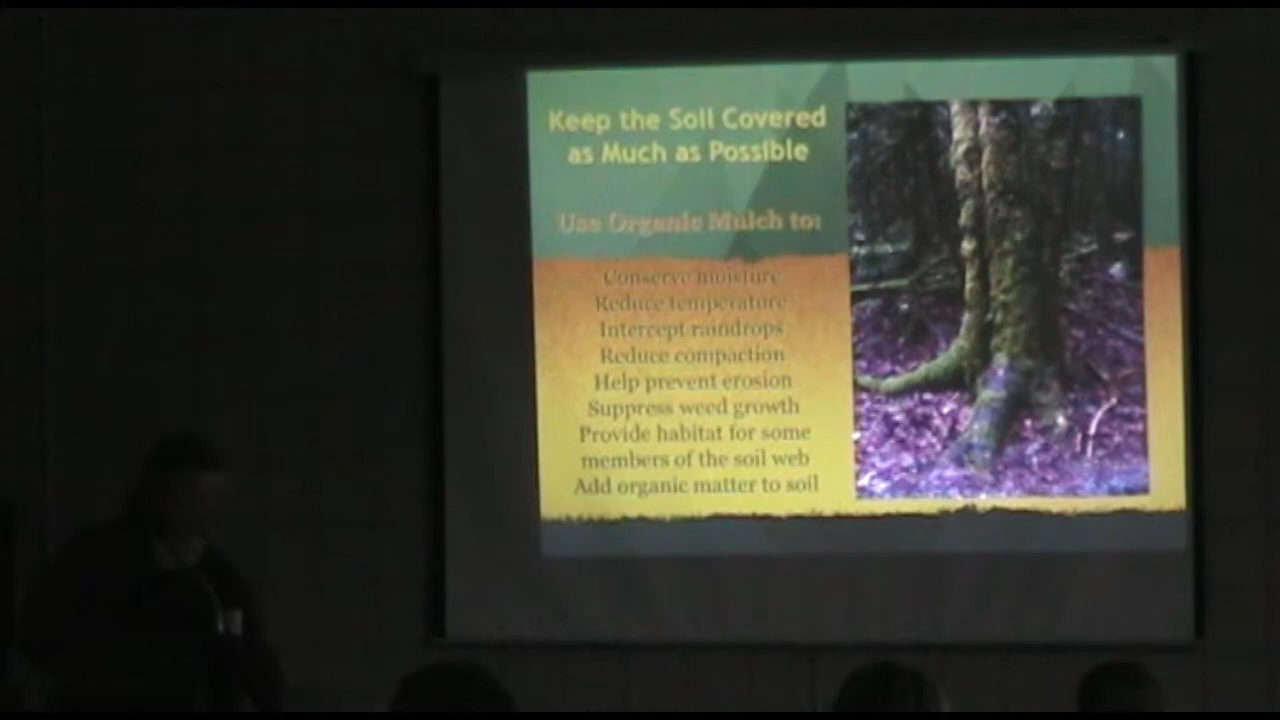 Keep the Soil Covered
as Much as Possible
Use Organic Mulch to:
Conserve moisture
Reduce temperature
Intercept raindrops
Reduce compaction
Help prevent erosion
Suppress weed growth
Provide habitat for some
members of the soil web
Add organic matter to soil